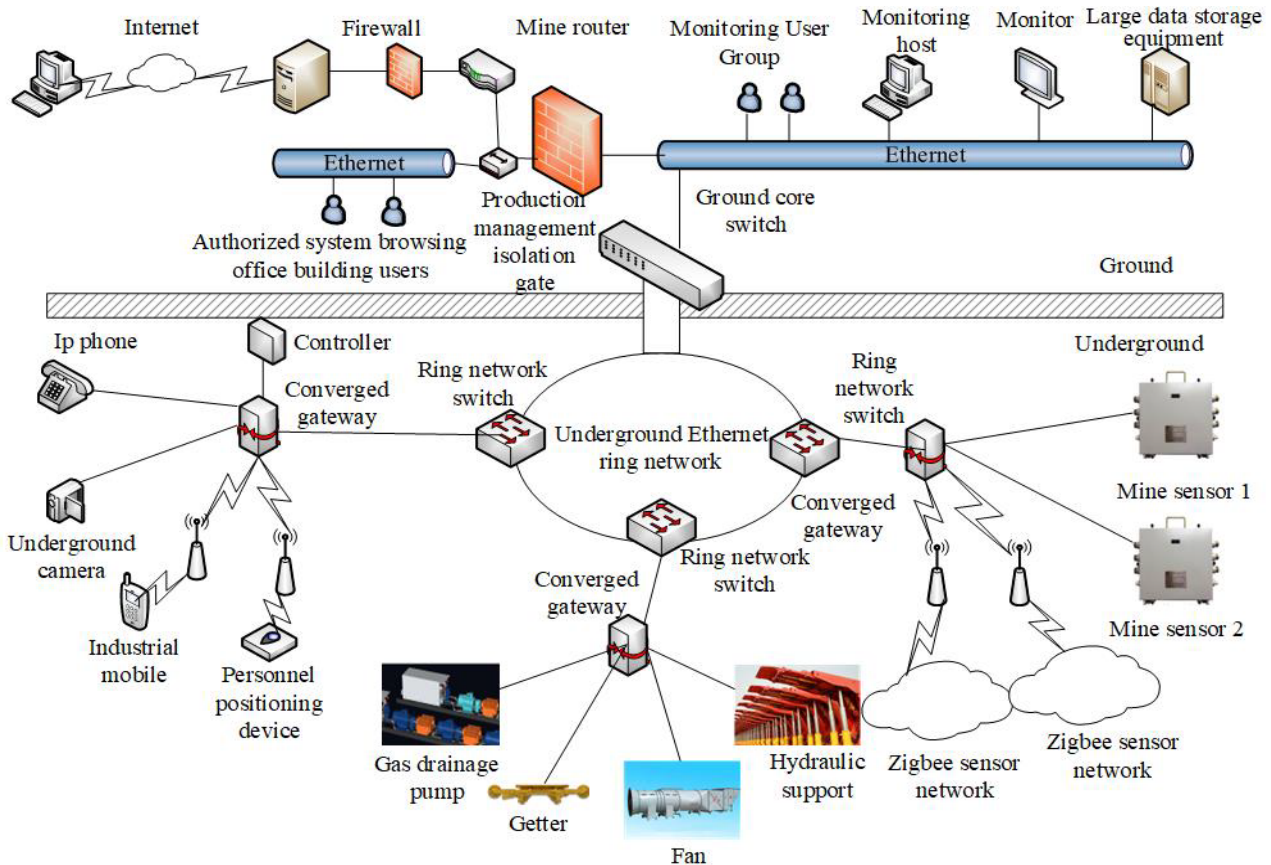 Internet
Firewall
Mine router
Monitoring User
Group
Monitoring
host
Monitor
Large data storage
equipment
Ethernet
Ethernet
Production
management
isolation
gate
Ground core
switch
Authorized system browsing
office building users
Ground
Ip phone
Controller
Underground
Converged
gateway
Ring network
switch
Ring
network
switch
Underground Ethernet
ring network
Converged
gateway
Mine sensor 1
Underground
camera
Ring network
switch
Converged
gateway
Mine sensor 2
Industrial
mobile
Personnel
positioning
device
Gas drainage
pump
Getter
Fan
Hydraulic
support
Zigbee sensor
network
Zigbee sensor
network